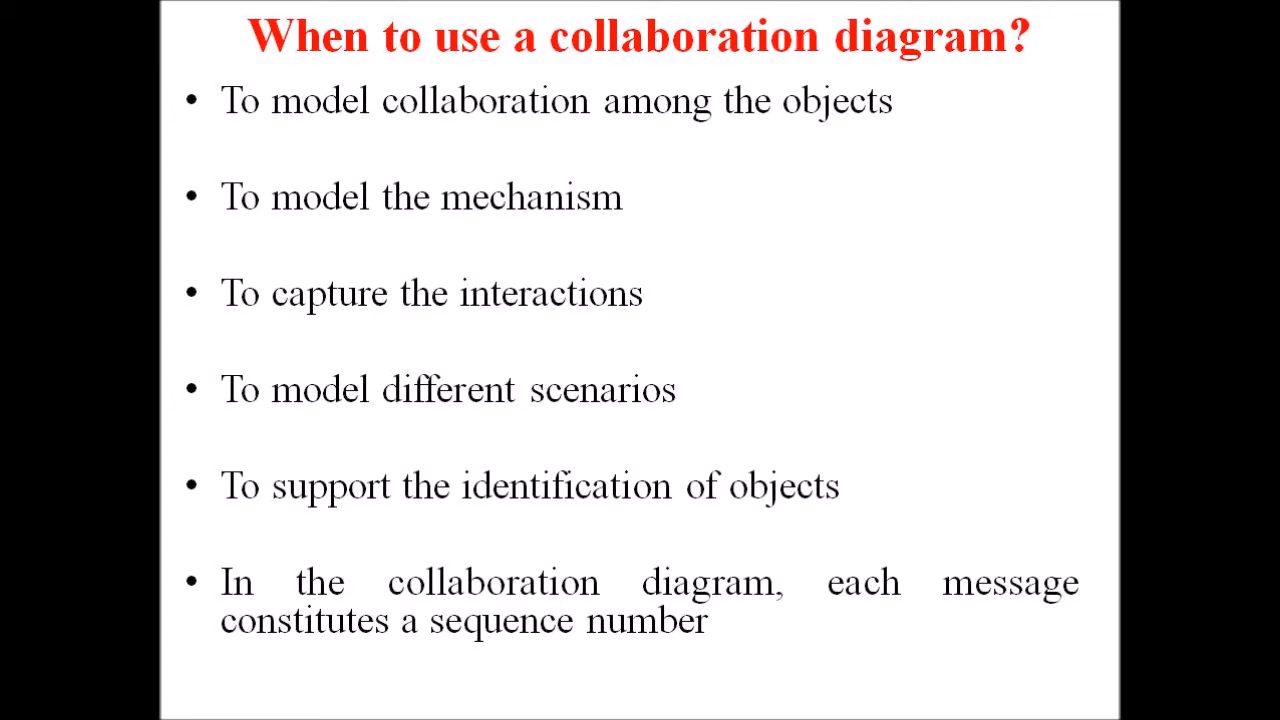 When to use a collaboration diagram?
• To model collaboration among the objects
• To model the mechanism
• To capture the interactions
• To model different scenarios
• To support the identification of objects
• In the collaboration diagram, each message
constitutes a sequence number